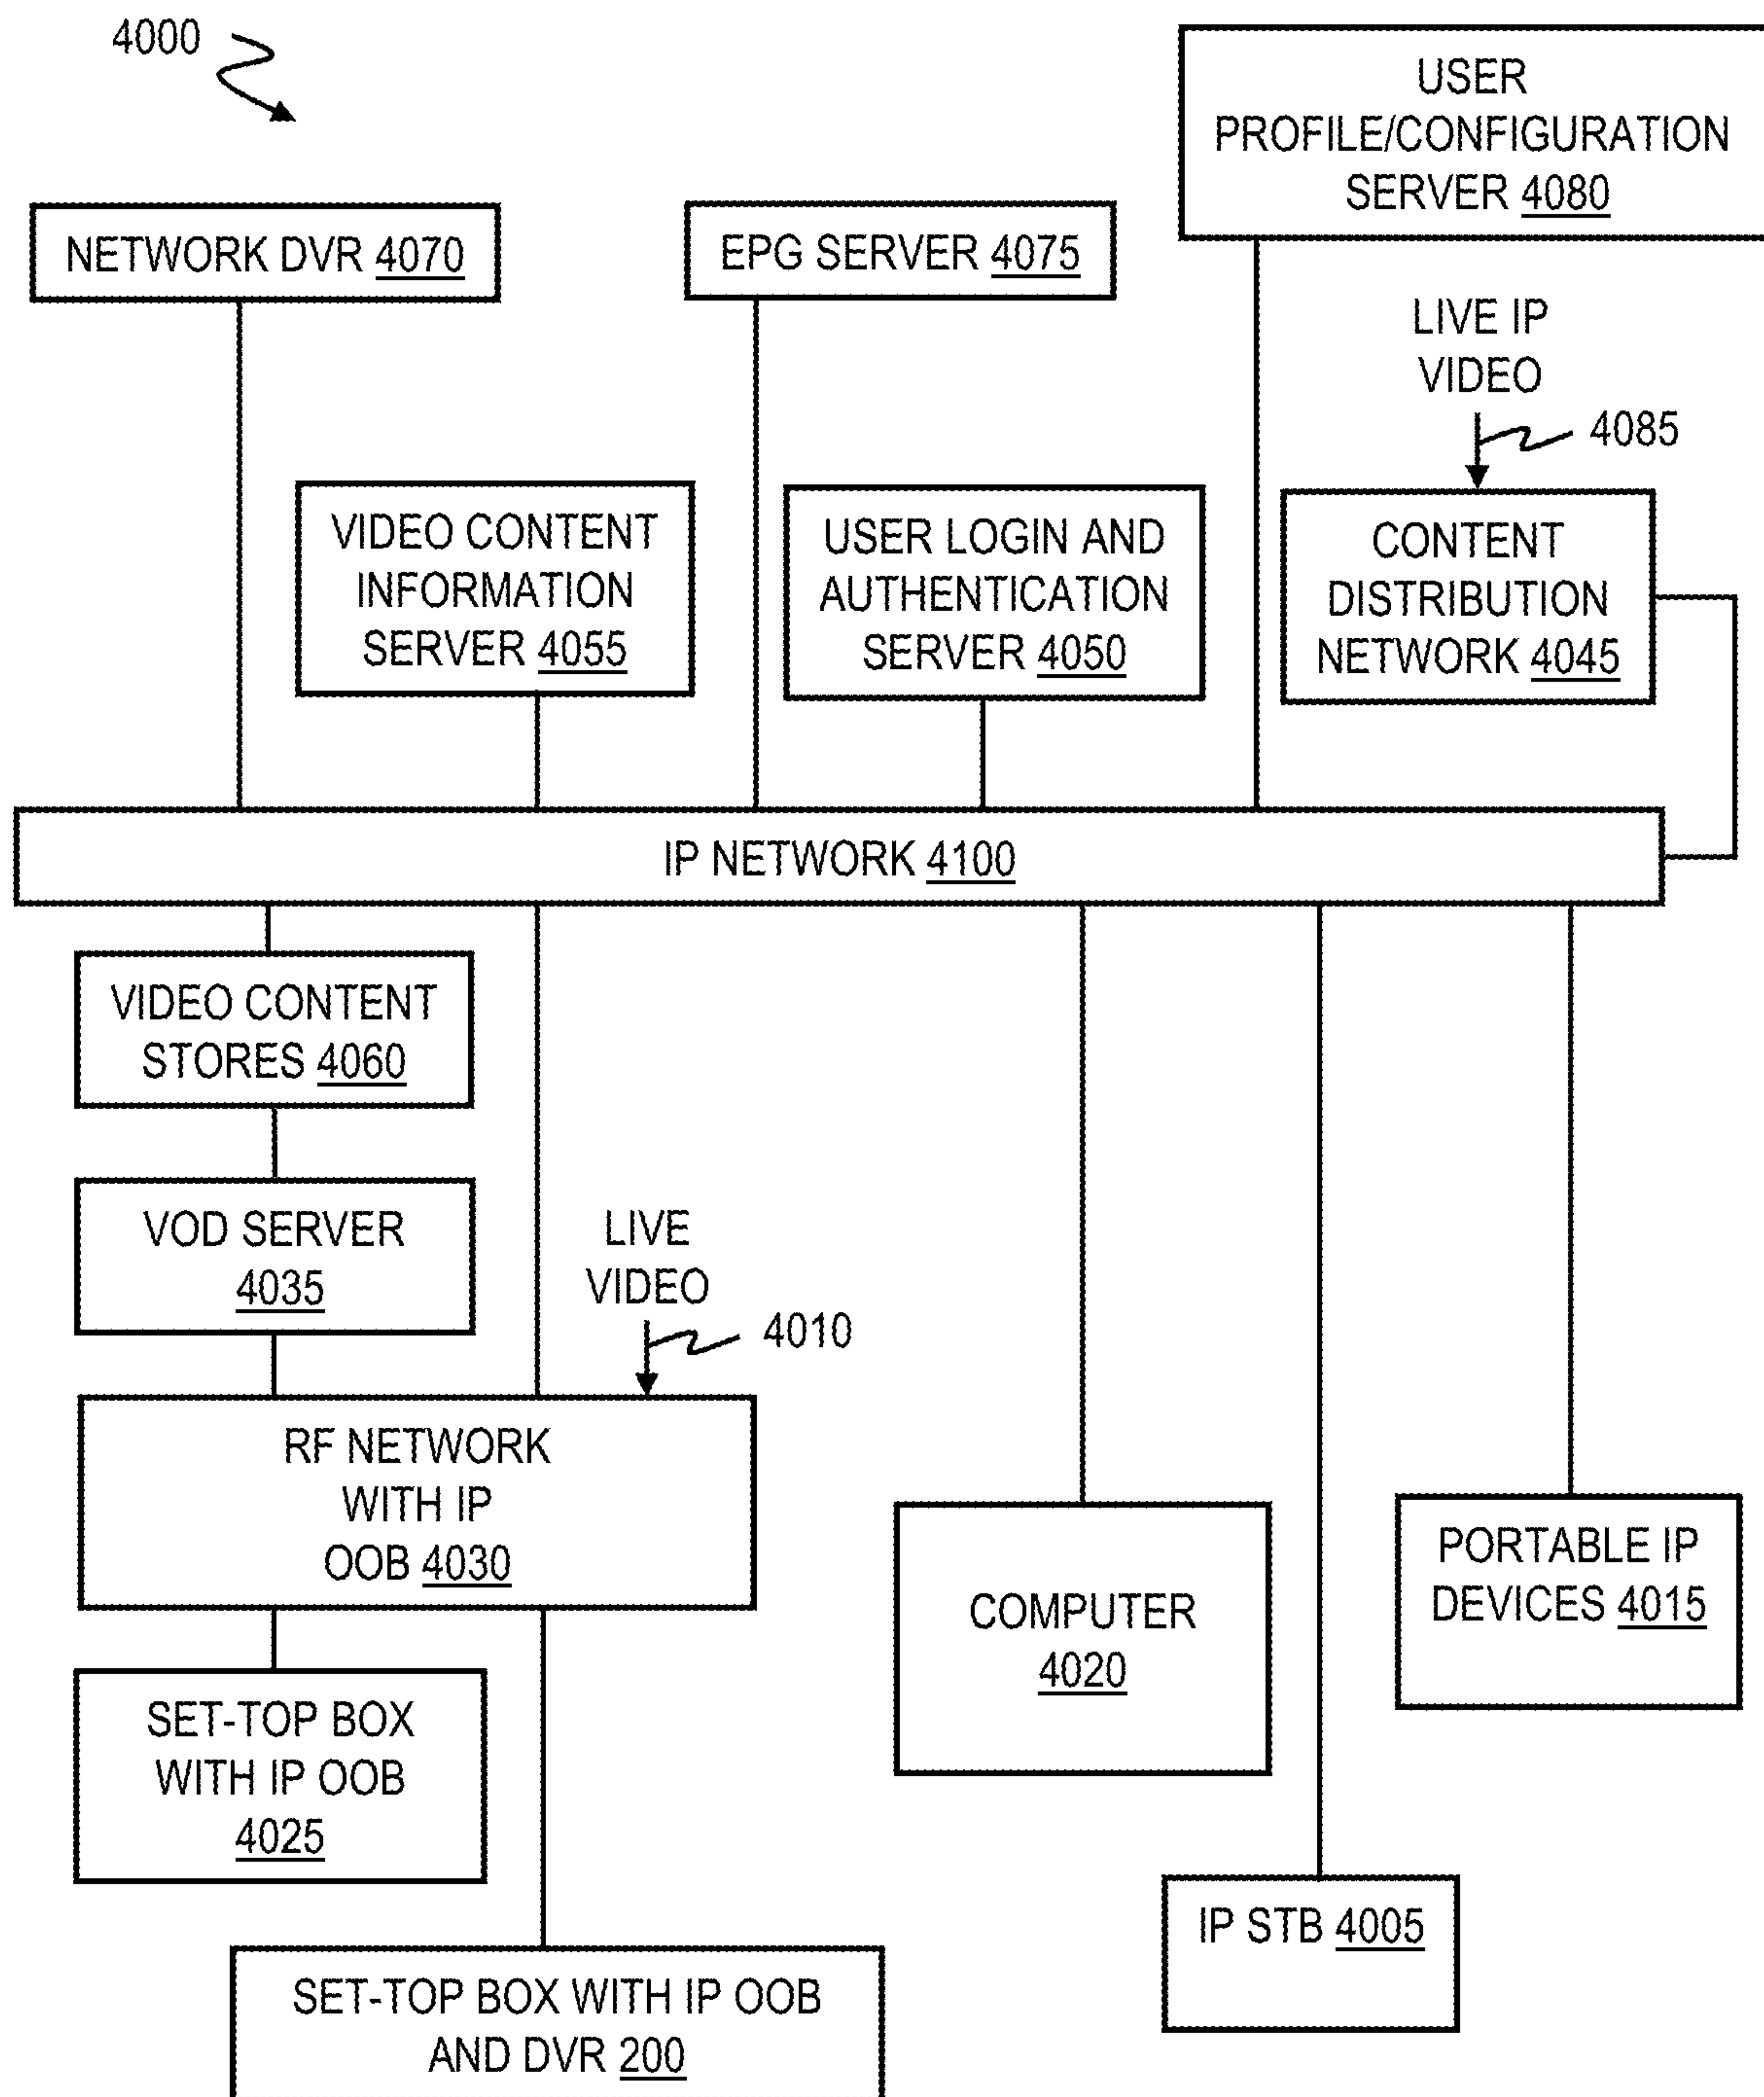 4000
USER
PROFILE/CONFIGURATION
SERVER 4080
NETWORK DVR 4070
EPG SERVER 4075
LIVE IP
VIDEO
4085
VIDEO CONTENT
INFORMATION
SERVER 4055
USER LOGIN AND
AUTHENTICATION
SERVER 4050
CONTENT
DISTRIBUTION
NETWORK 4045
IP NETWORK 4100
VIDEO CONTENT
STORES 4060
VOD SERVER
4035
LIVE
VIDEO
4010
RF NETWORK
WITH IP
OOB 4030
COMPUTER
4020
PORTABLE IP
DEVICES 4015
SET-TOP BOX
WITH IP OOB
4025
IP STB 4005
SET-TOP BOX WITH IP OOB
AND DVR 200